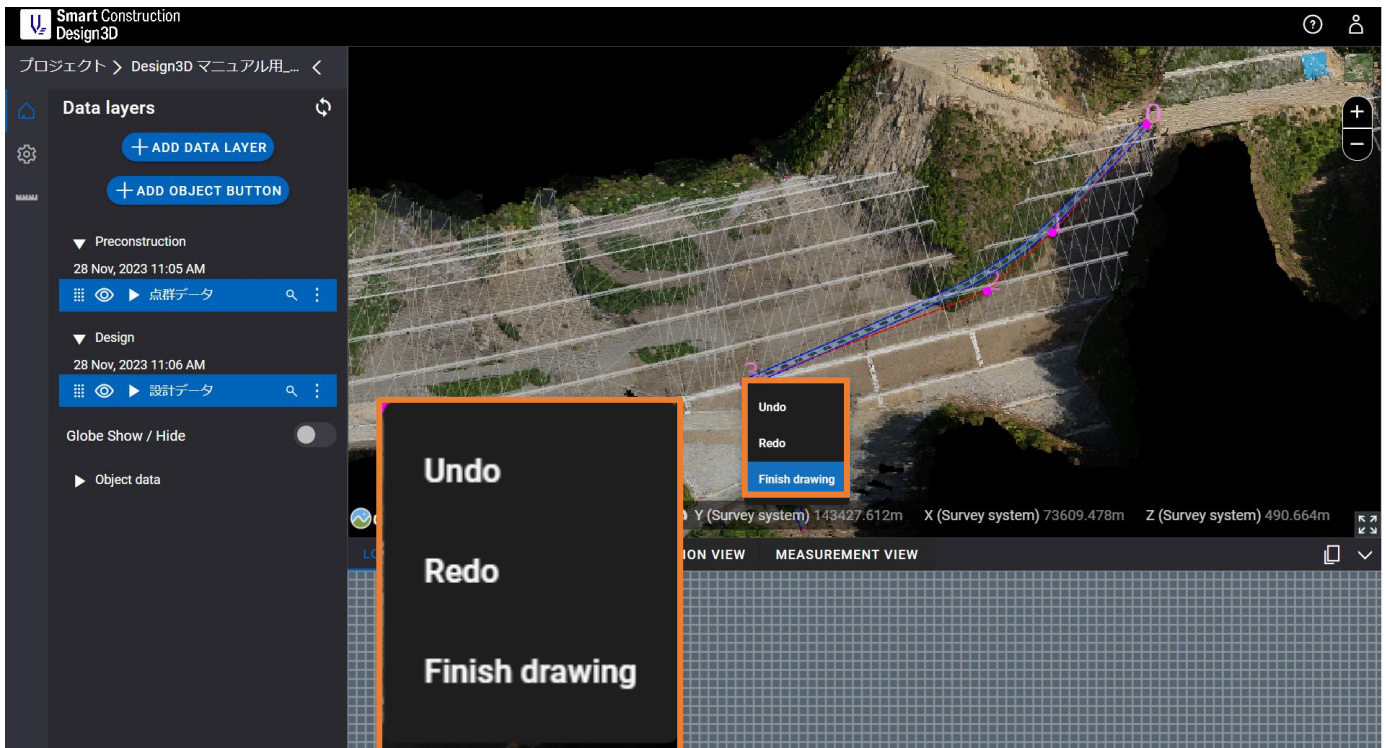 Smart Construction
Design3D
プロジェクト > Design3D マニュアル用_... <
Data layers
+ ADD DATA LAYER
+ ADD OBJECT BUTTON
Preconstruction
28 Nov, 2023 11:05 AM
点群データ
Design
28 Nov, 2023 11:06 AM
設計データ
Globe Show / Hide
Object data
0
1
2
3
Undo
Redo
Finish drawing
Y (Survey system) 143427.612m X (Survey system) 73609.478m Z (Survey system) 490.664m
ION VIEW MEASUREMENT VIEW
Undo
Redo
Finish drawing